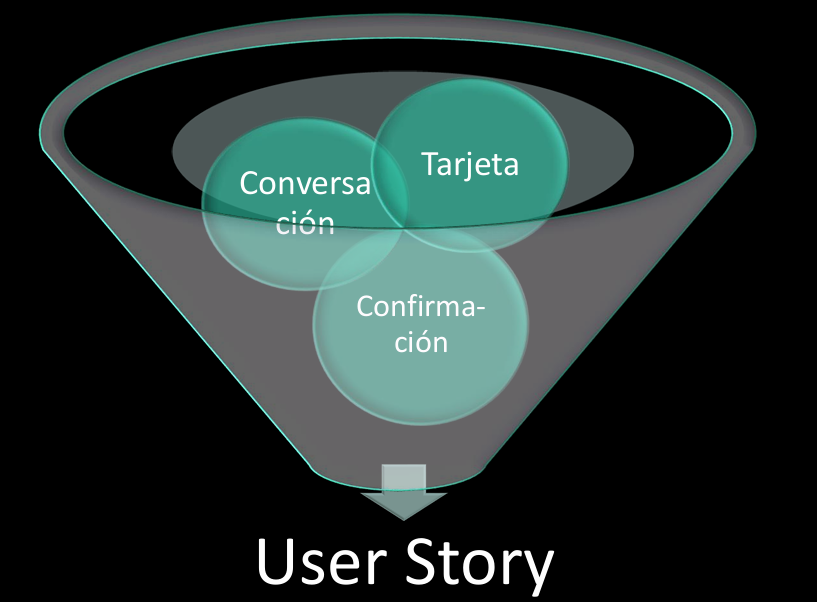 Tarjeta
Conversa
ción
Confirma-
ción
User Story